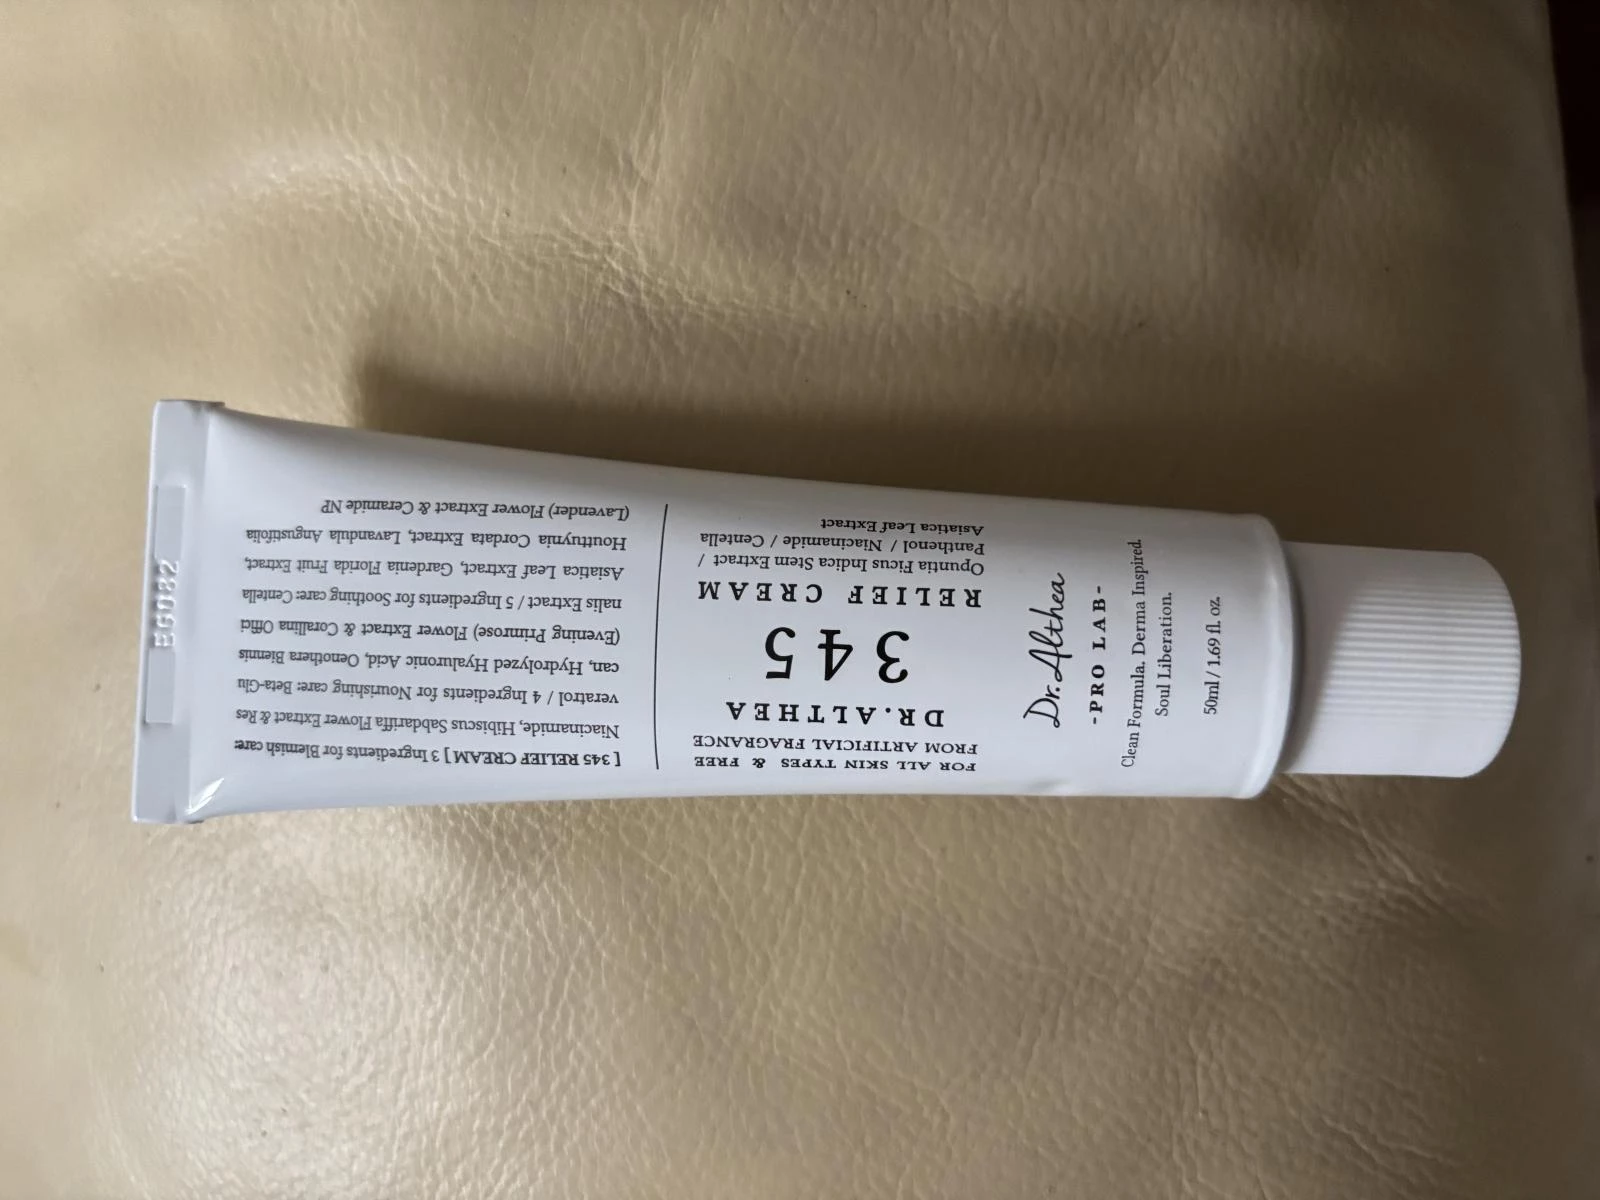 FOR ALL SKIN TYPES & FREE
FROM ARTIFICIAL FRAGRANCE
DR.ALTHEA
345
RELIEF CREAM
Opuntia Ficus Indica Stem Extract /
Panthenol / Niacinamide / Centella
Asiatica Leaf Extract
[ 345 RELIEF CREAM ] 3 Ingredients for Blemish care:
Niacinamide, Hibiscus Sabdariffa Flower Extract & Res
veratrol / 4 Ingredients for Nourishing care: Beta-Glu
can, Hydrolyzed Hyaluronic Acid, Oenothera Biennis
(Evening Primrose) Flower Extract & Corallina Offici
nalis Extract / 5 Ingredients for Soothing care: Centella
Asiatica Leaf Extract, Gardenia Florida Fruit Extract,
Houttuynia Cordata Extract, Lavandula Angustifolia
(Lavender) Flower Extract & Ceramide NP
Dr. Althea
-PRO LAB-
Clean Formula. Derma Inspired.
Soul Liberation.
50ml / 1.69 fl. oz.